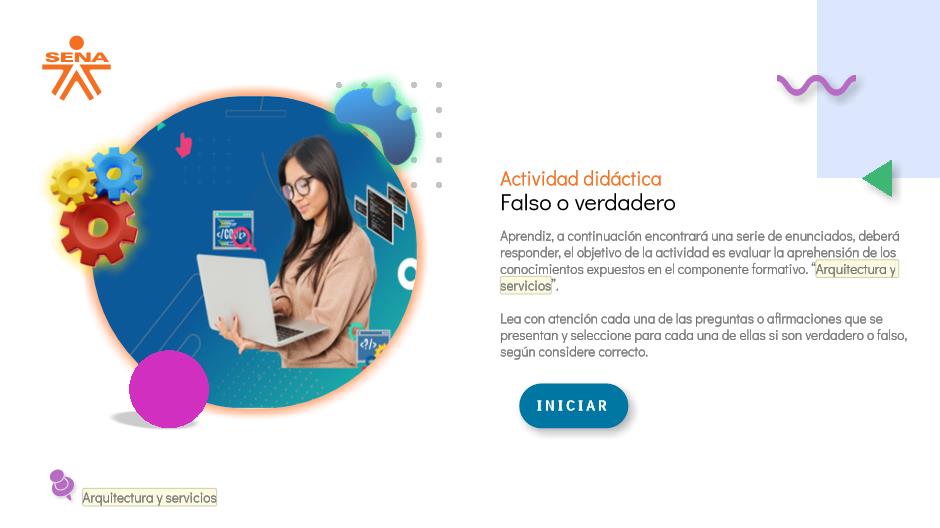 SENA
Actividad didáctica
Falso o verdadero
Aprendiz, a continuación encontrará una serie de enunciados, deberá
responder, el objetivo de la actividad es evaluar la aprehensión de los
conocimientos expuestos en el componente formativo. “Arquitectura y
servicios”.
Lea con atención cada una de las preguntas o afirmaciones que se
presentan y seleccione para cada una de ellas si son verdadero o falso,
según considere correcto.
INICIAR
Arquitectura y servicios